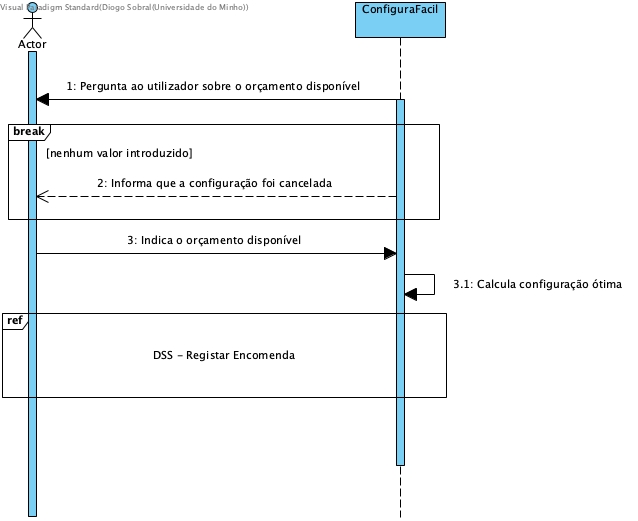 Visual Paradigm Standard(Diogo Sobral(Universidade do Minho))
ConfiguraFacil
Actor
1: Pergunta ao utilizador sobre o orçamento disponível
break
[nenhum valor introduzido]
2: Informa que a configuração foi cancelada
3: Indica o orçamento disponível
3.1: Calcula configuração ótima
ref
DSS - Registar Encomenda